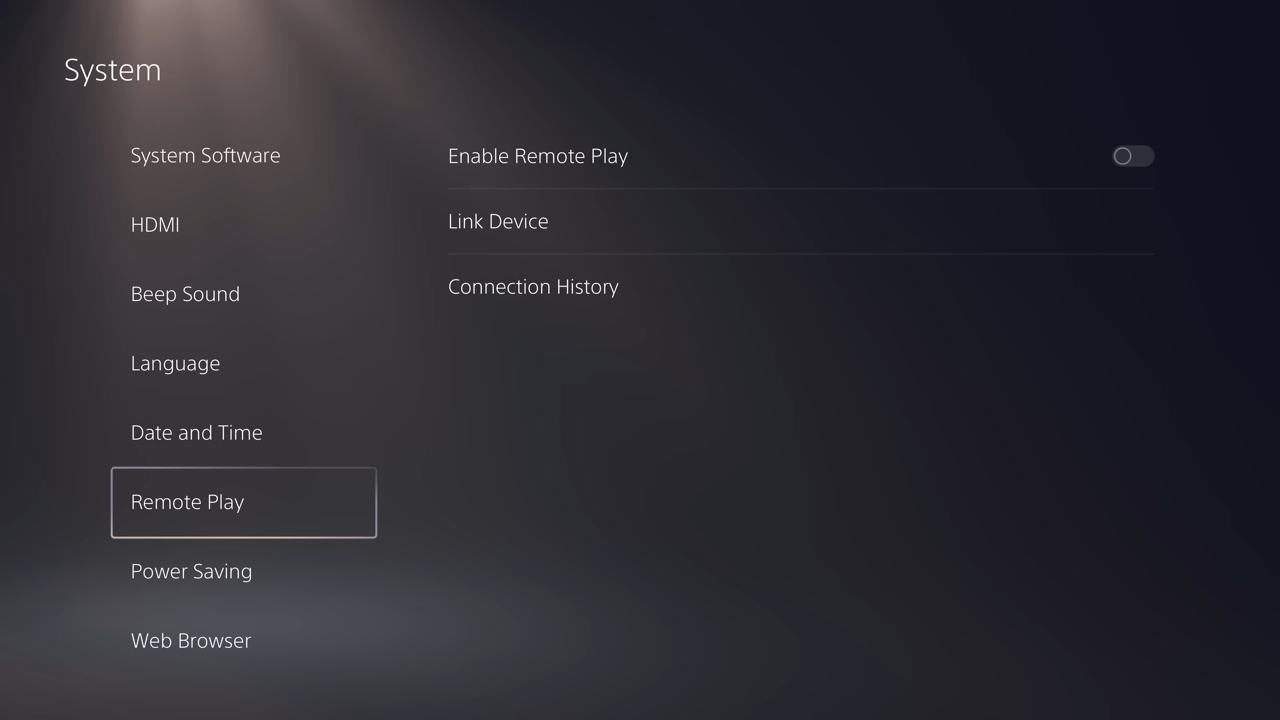 System
System Software
HDMI
Beep Sound
Language
Date and Time
Remote Play
Power Saving
Web Browser
Enable Remote Play
Link Device
Connection History